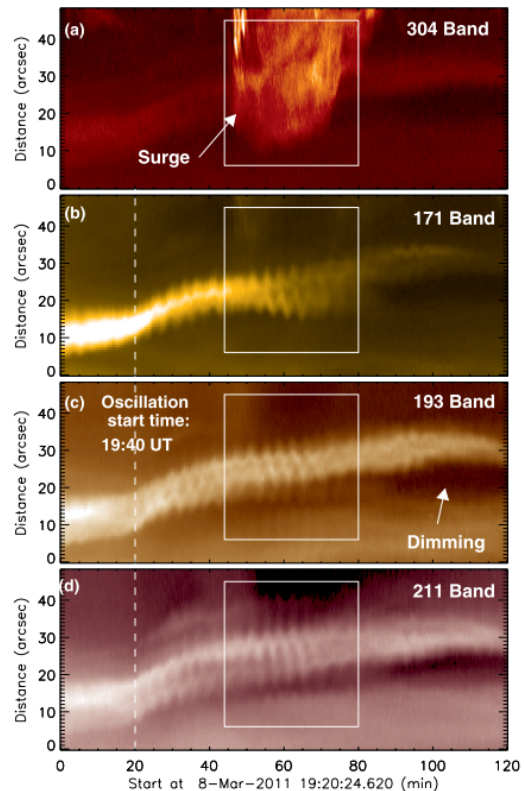 (a)
304 Band
Surge
Distance (arcsec)
40
30
20
10
0
(b)
171 Band
Distance (arcsec)
40
30
20
10
0
(c)
193 Band
Oscillation
start time:
19:40 UT
Dimming
Distance (arcsec)
40
30
20
10
0
(d)
211 Band
Distance (arcsec)
40
30
20
10
0
0 20 40 60 80 100 120
Start at 8-Mar-2011 19:20:24.620 (min)